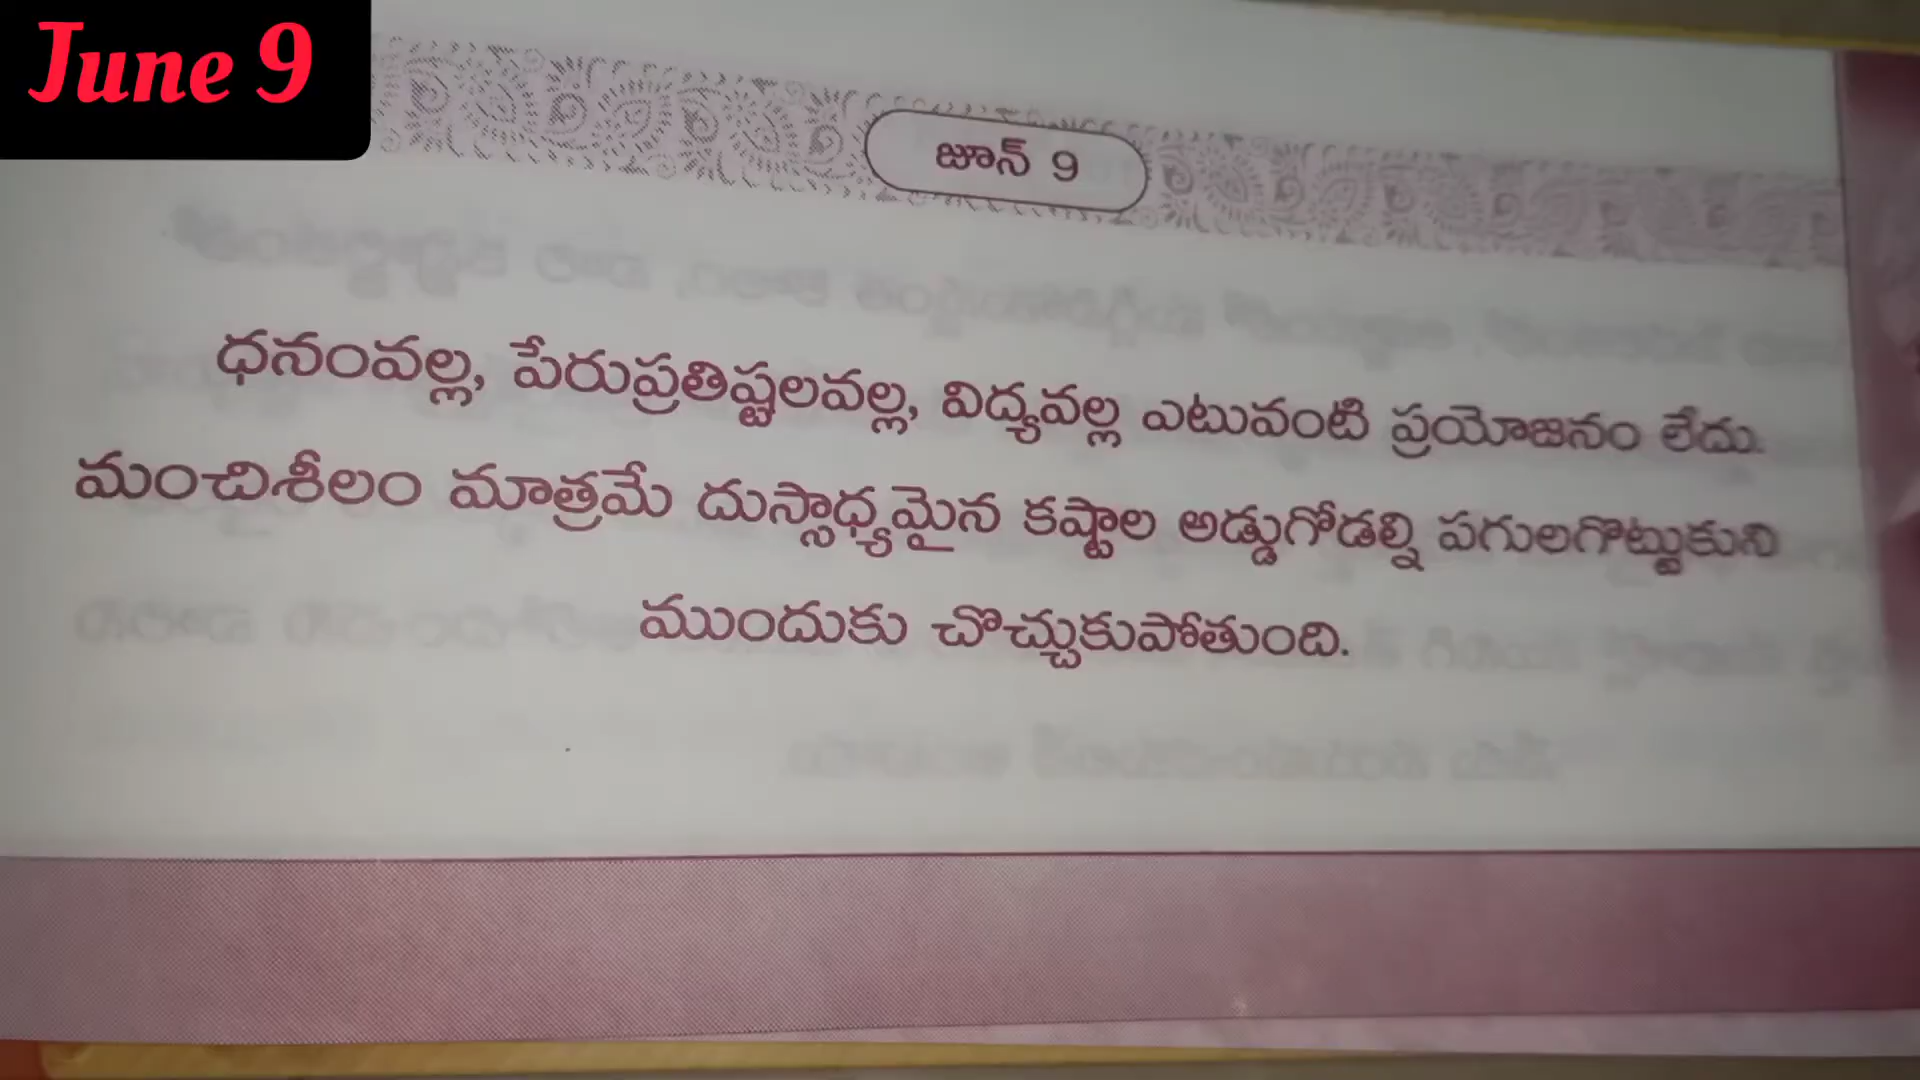 June 9
జూన్ 9
ధనంవల్ల, పేరుప్రతిష్టలవల్ల, విద్యవల్ల ఎటువంటి ప్రయోజనం లేదు.
మంచిశీలం మాత్రమే దుస్సాధ్యమైన కష్టాల అడ్డుగోడల్ని పగులగొట్టుకుని
ముందుకు చొచ్చుకుపోతుంది.